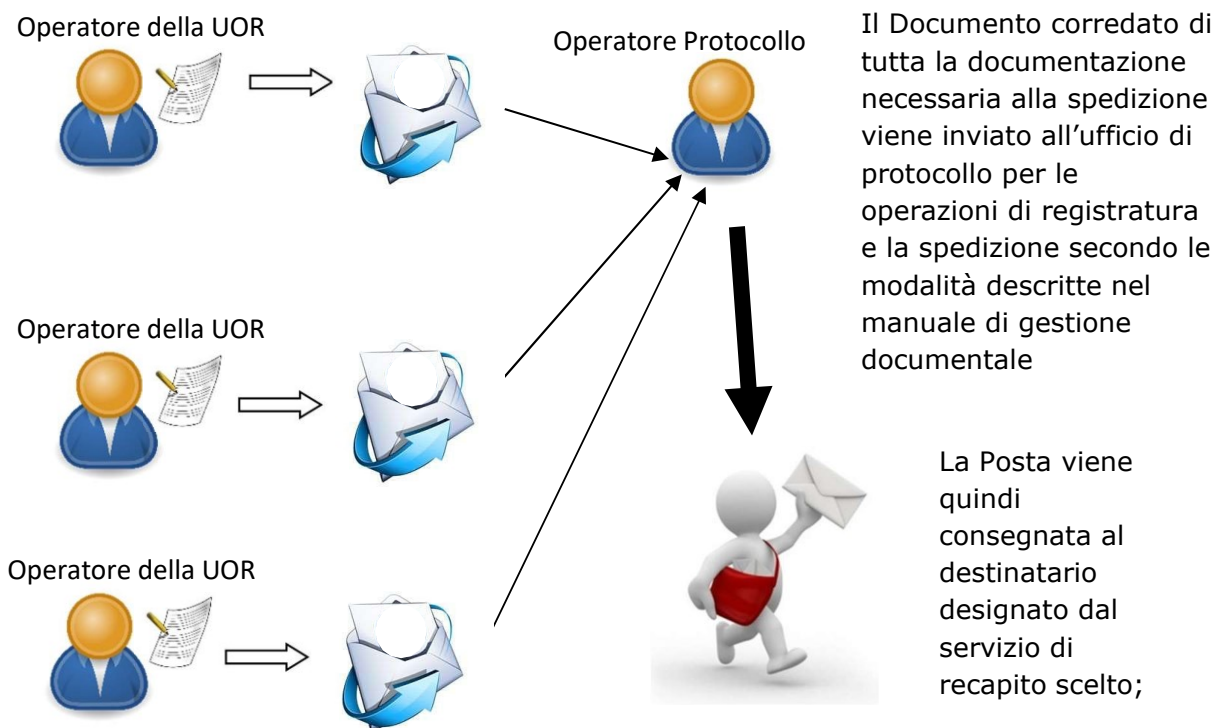 Operatore della UOR
Operatore Protocollo
Il Documento corredato di
tutta la documentazione
necessaria alla spedizione
viene inviato all’ufficio di
protocollo per le
operazioni di registratura
e la spedizione secondo le
modalità descritte nel
manuale di gestione
documentale
Operatore della UOR
La Posta viene
quindi
consegnata al
destinatario
designato dal
servizio di
recapito scelto;
Operatore della UOR